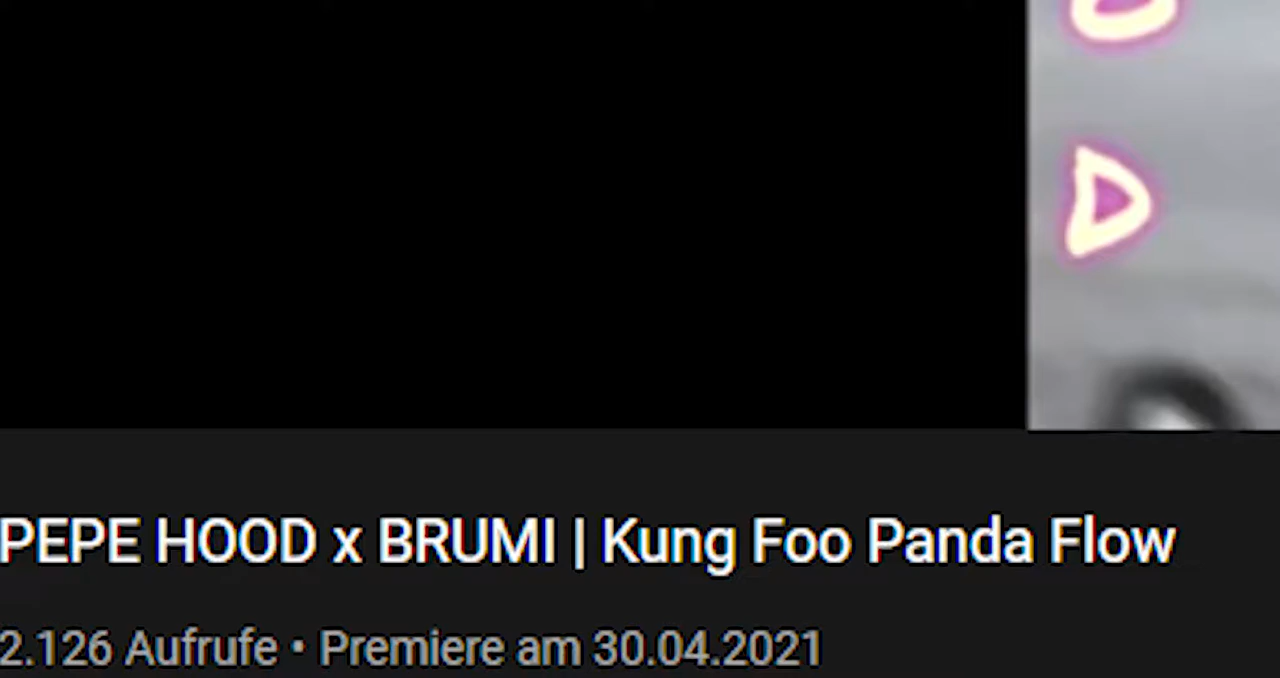 D
PEPE HOOD x BRUMI | Kung Foo Panda Flow
2.126 Aufrufe • Premiere am 30.04.2021